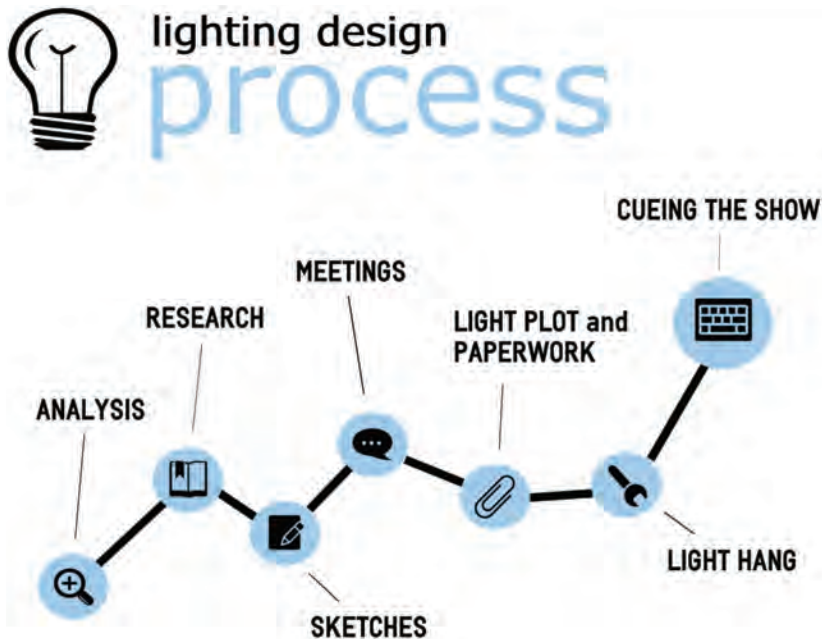 lighting design
process
ANALYSIS
RESEARCH
SKETCHES
MEETINGS
LIGHT PLOT and
PAPERWORK
LIGHT HANG
CUEING THE SHOW